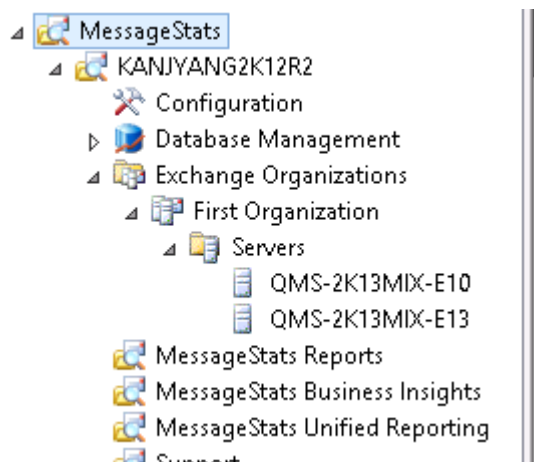 MessageStats
KANJYANG2K12R2
Configuration
Database Management
Exchange Organizations
First Organization
Servers
QMS-2K13MIX-E10
QMS-2K13MIX-E13
MessageStats Reports
MessageStats Business Insights
MessageStats Unified Reporting
Support